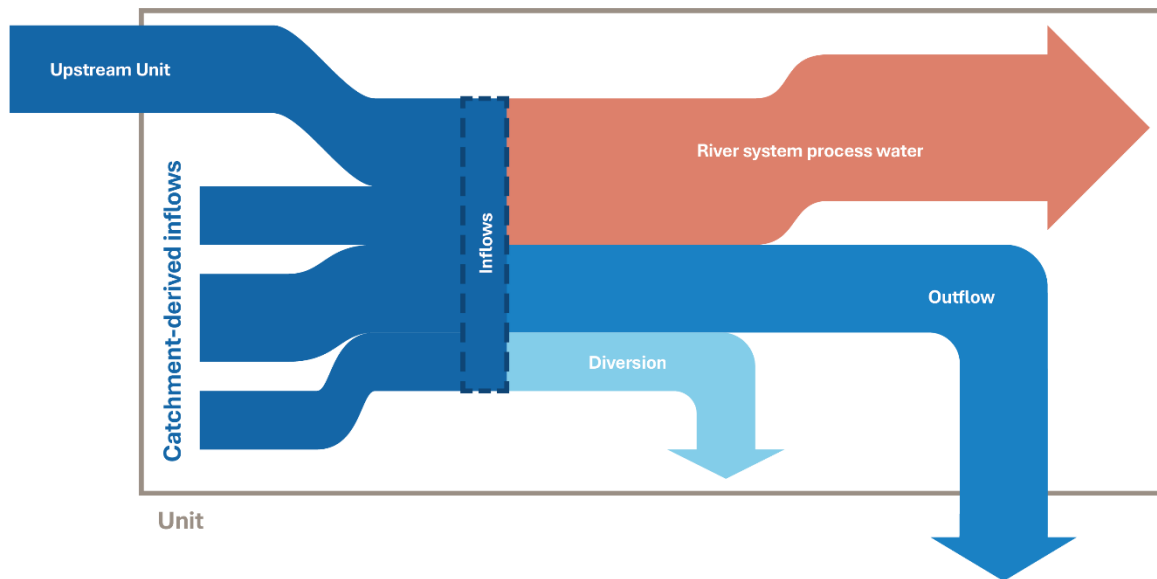 Upstream Unit
River system process water
Catchment-derived inflows
Inflows
Outflow
Diversion
Unit